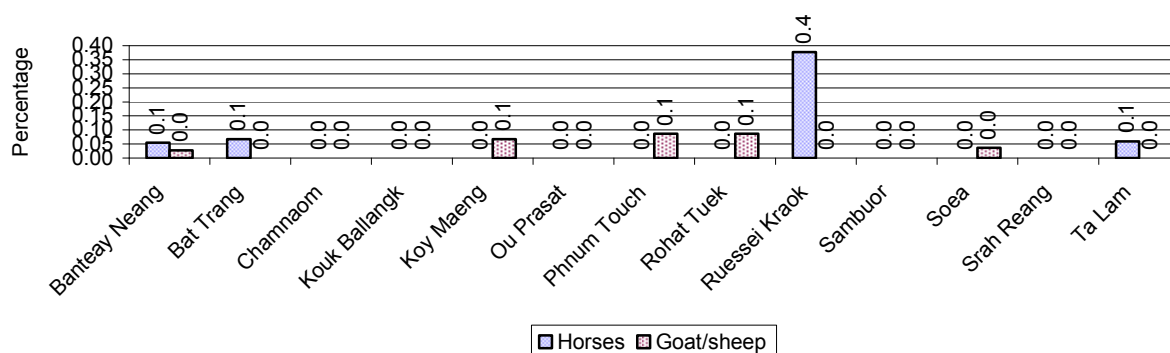 Percentage
0.40
0.35
0.30
0.25
0.20
0.15
0.10
0.05
0.00
0.1 0.0
0.1 0.0
0.0 0.0
0.0 0.0
0.0 0.1
0.0 0.0
0.0 0.1
0.0 0.1
0.4 0.0
0.0 0.0
0.0 0.0
0.0 0.0
0.1 0.0
Banteay Neang
Bat Trang
Chamnaom
Kouk Ballangk
Koy Maeng
Ou Prasat
Phnum Touch
Rohat Tuek
Ruessei Kraok
Sambuor
Soea
Srah Reang
Ta Lam
Horses Goat/sheep